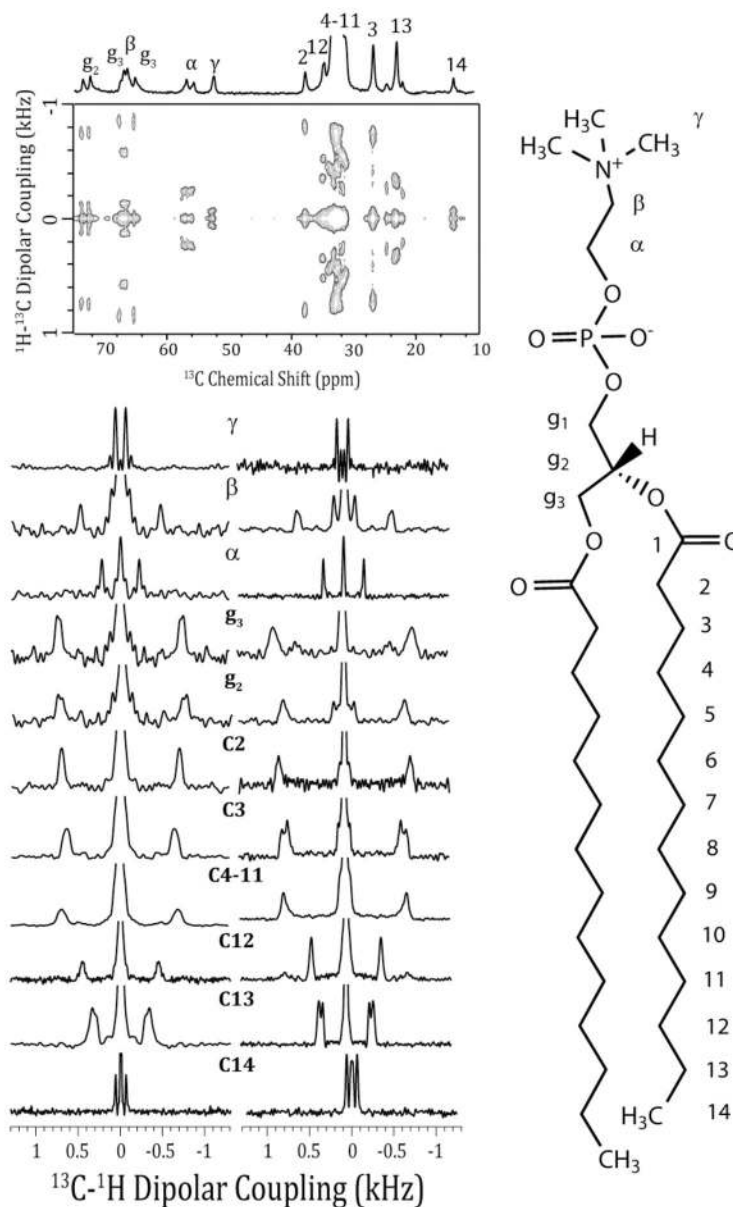 4-11
g₂ g₃ β g₃ α γ 2 12 3 13 14
¹H-¹³C Dipolar Coupling (kHz)
-1
0
1
70 60 50 40 30 20 10
¹³C Chemical Shift (ppm)
γ
β
α
g₃
g₂
C2
C3
C4-11
C12
C13
C14
1 0.5 0 -0.5 -1
1 0.5 0 -0.5 -1
¹³C-¹H Dipolar Coupling (kHz)
CH₃
H₃C CH₃
N⁺
γ
β
α
O
O P O⁻
O
g₁
H
g₂
g₃
O
O
1
O
O
2
3
4
5
6
7
8
9
10
11
12
13
H₃C
14
CH₃